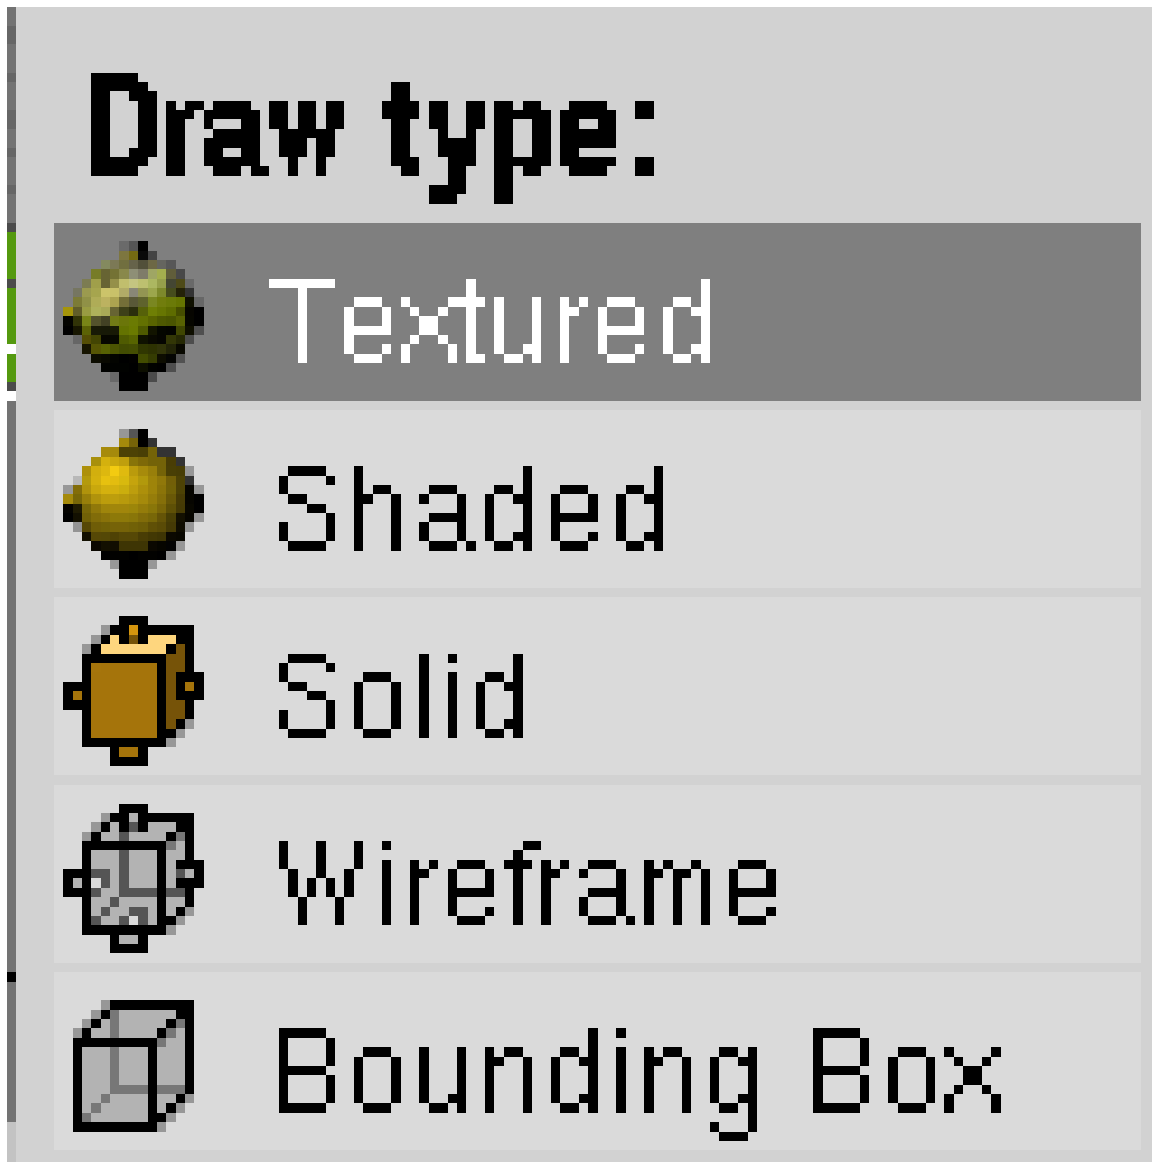 Draw type:
Textured
Shaded
Solid
Wireframe
Bounding Box